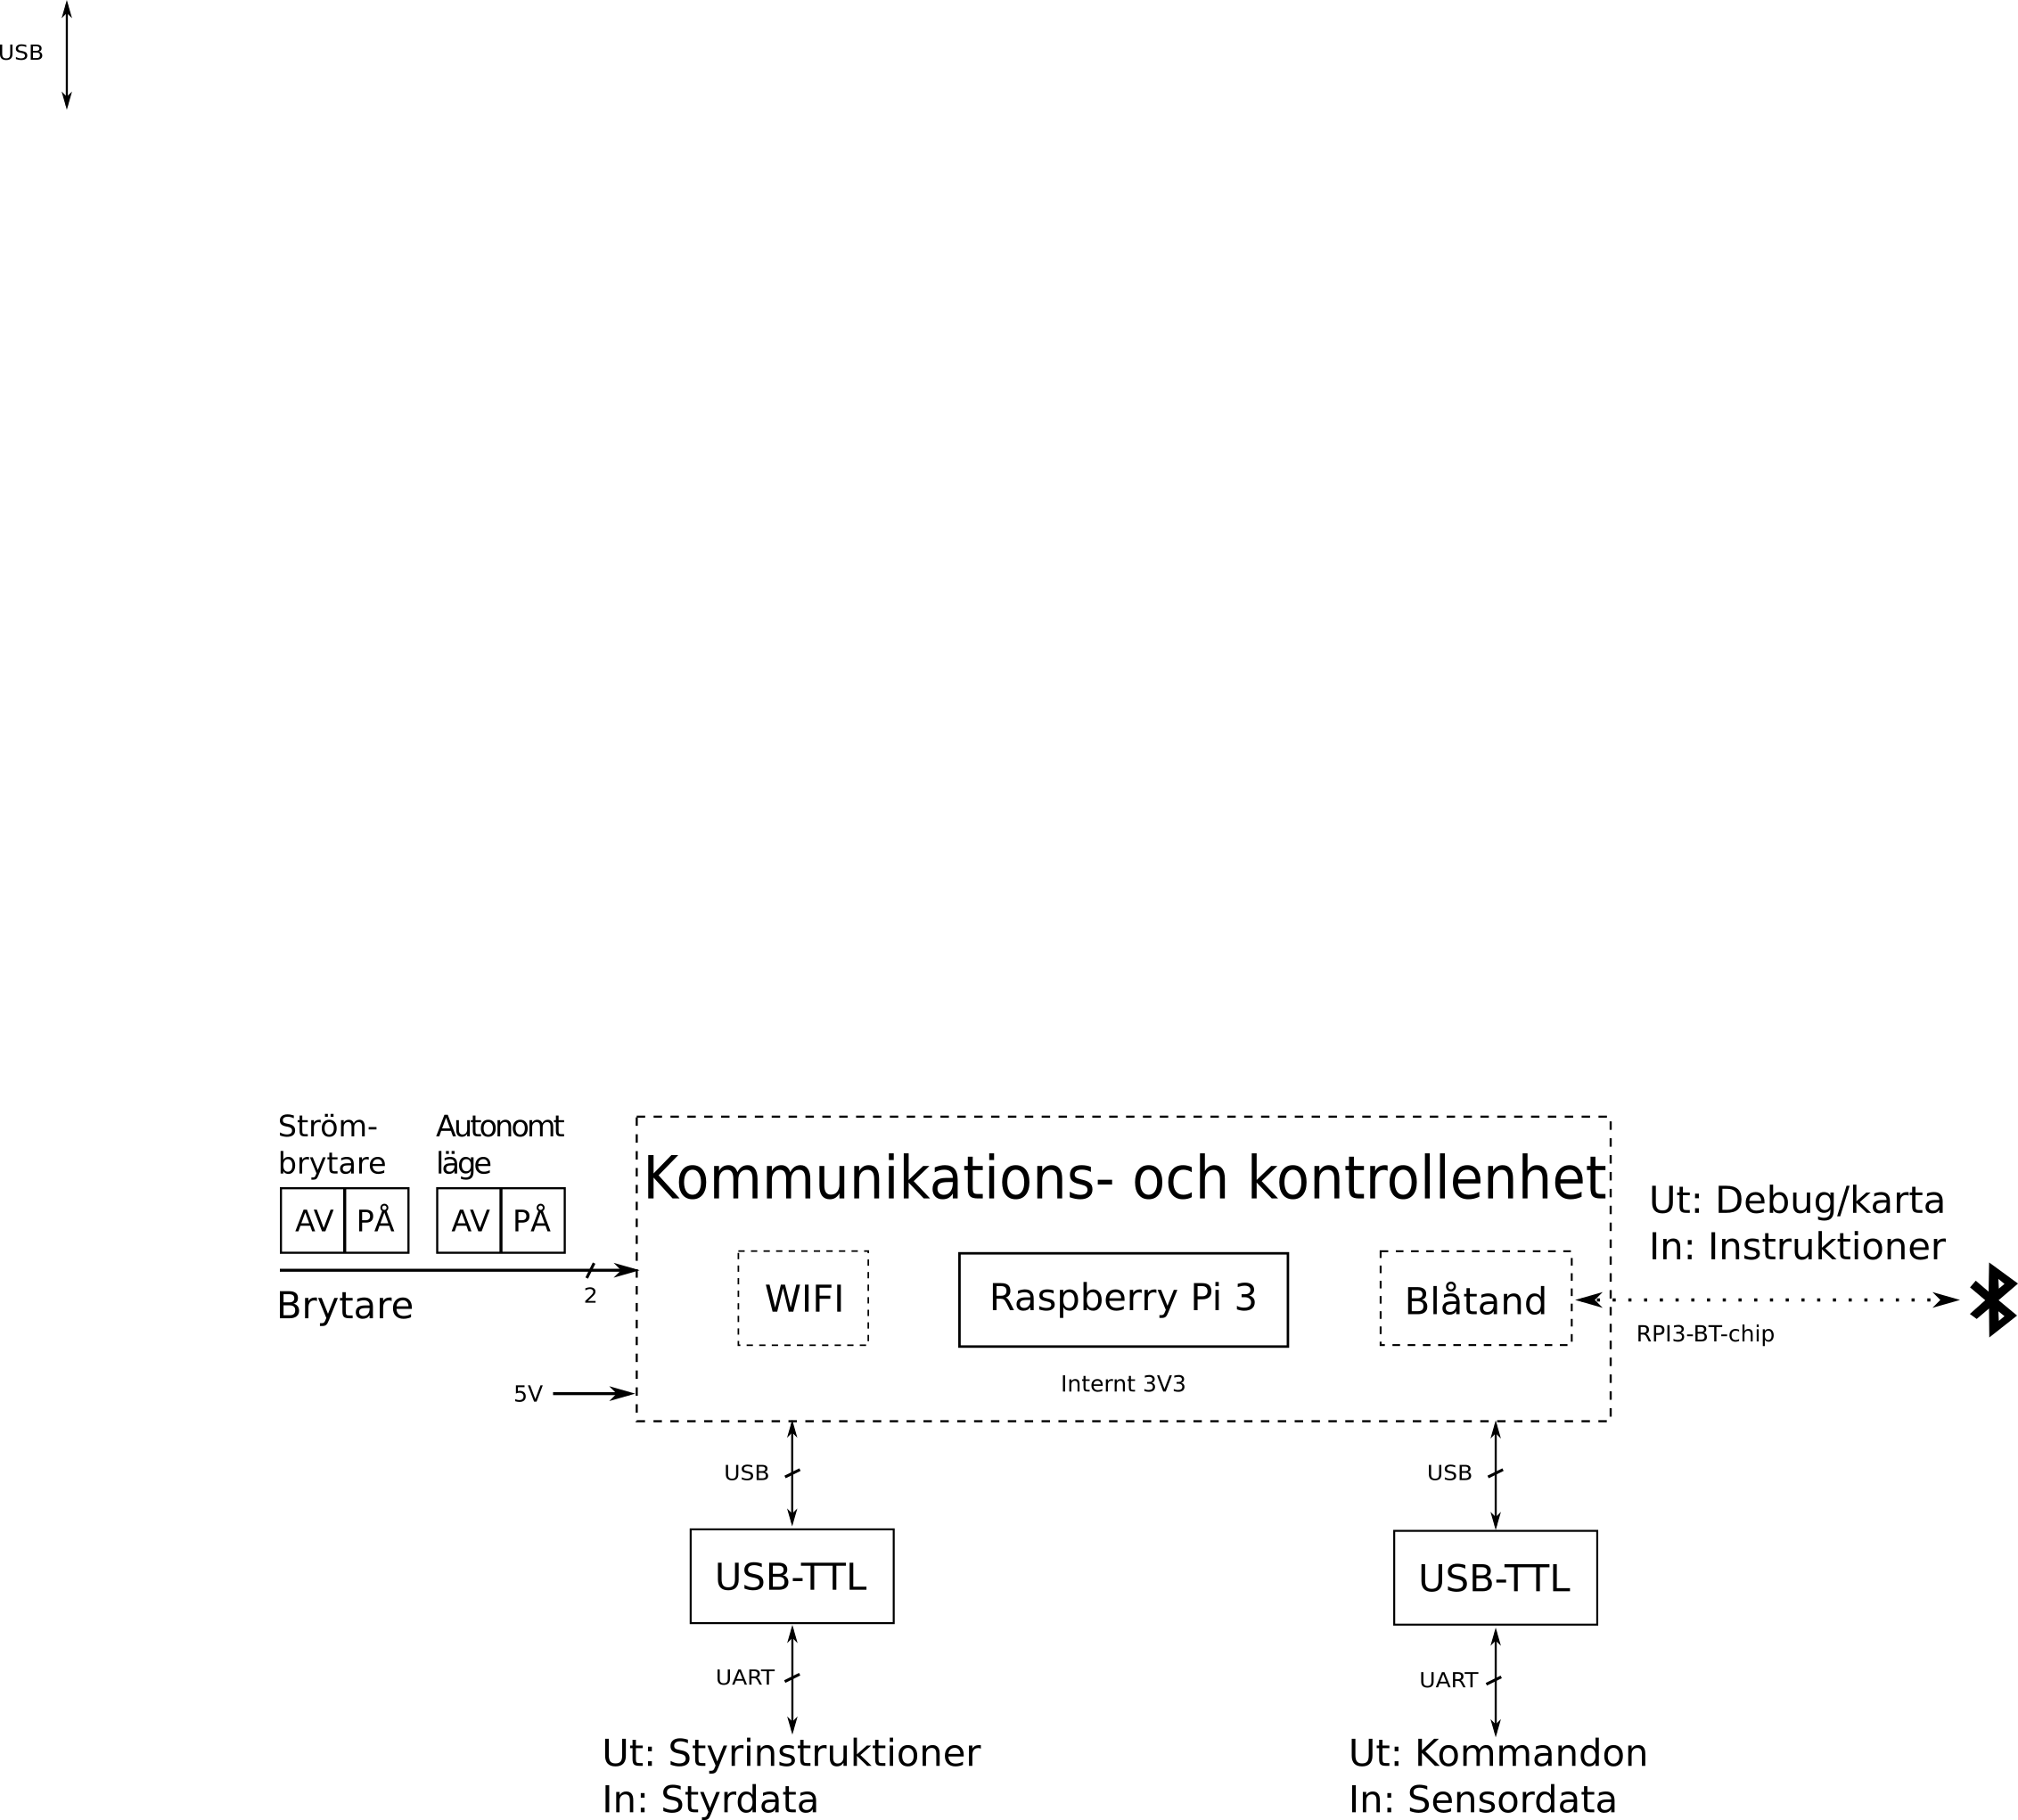 USB
Ström-
brytare
Autonomt
läge
AV PÅ
AV PÅ
2
Brytare
5V
Kommunikations- och kontrollenhet
WIFI
Raspberry Pi 3
Blåtand
Internt 3V3
Ut: Debug/karta
In: Instruktioner
RPI3-BT-chip
USB
USB-TTL
UART
Ut: Styrinstruktioner
In: Styrdata
USB
USB-TTL
UART
Ut: Kommandon
In: Sensordata